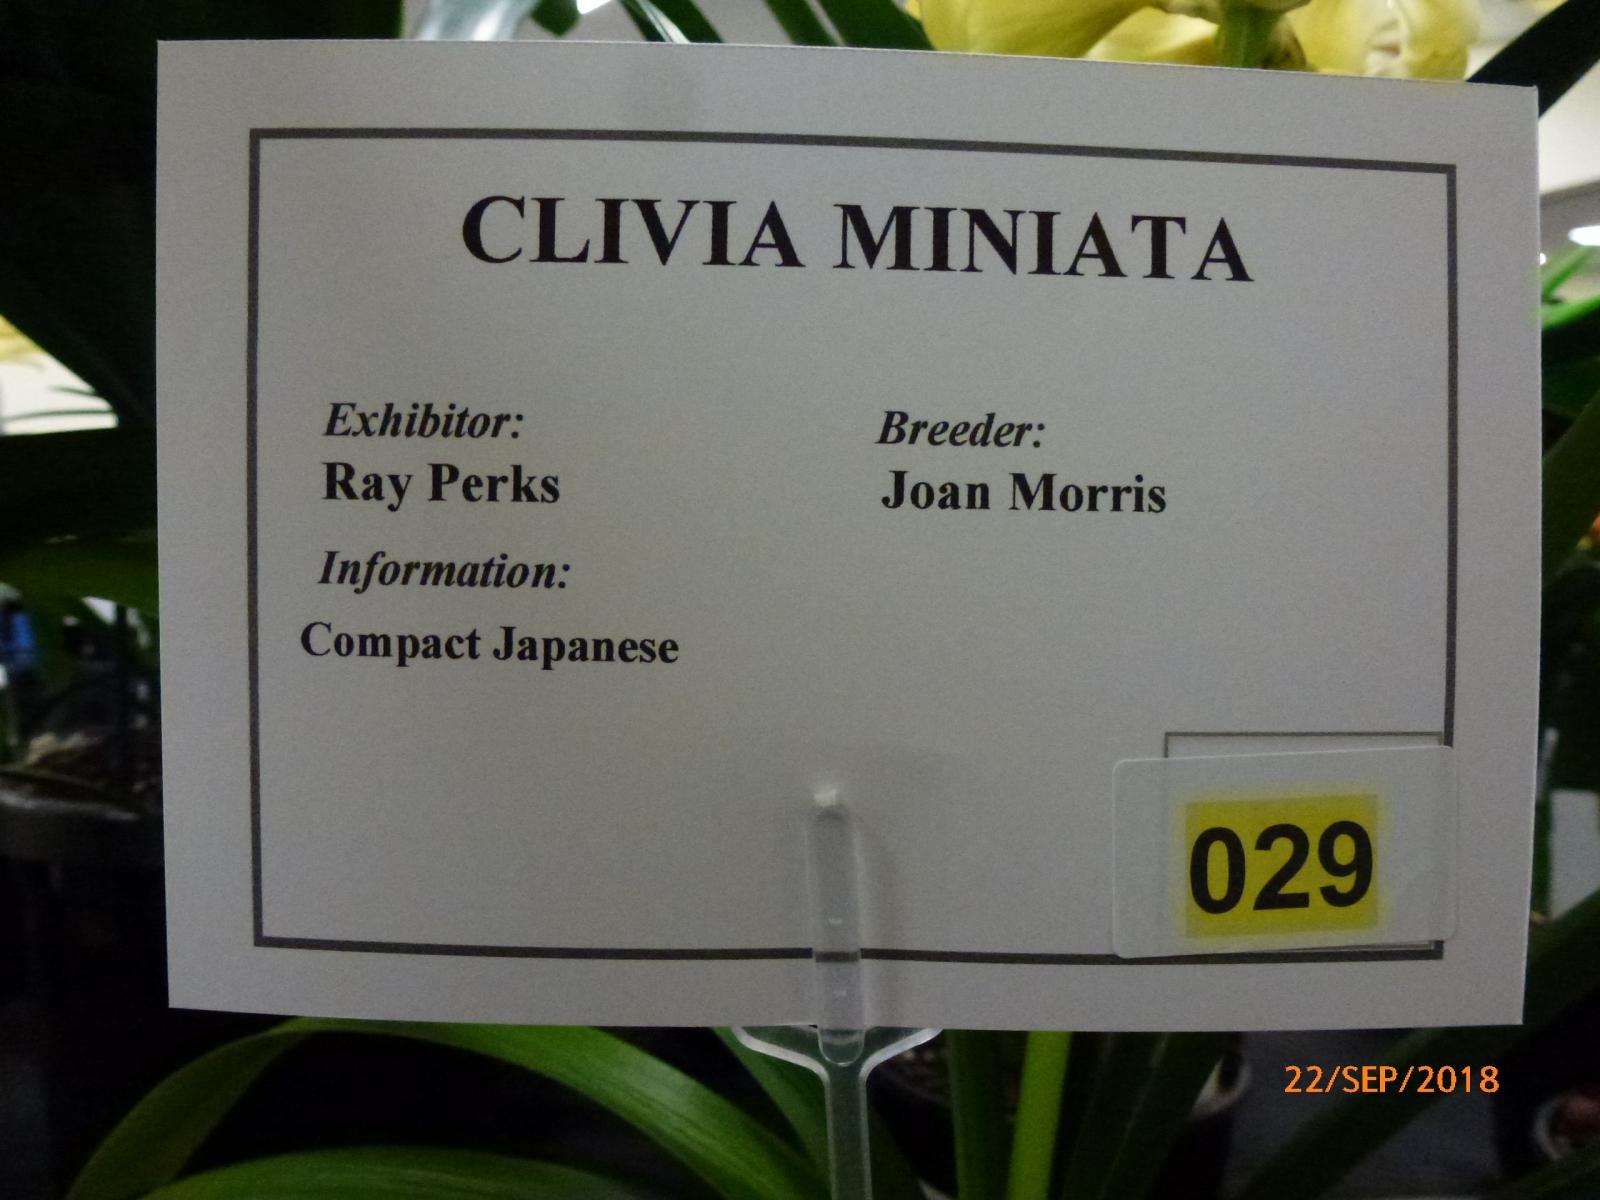 CLIVIA MINIATA
Exhibitor: Breeder:
Ray Perks Joan Morris
Information:
Compact Japanese
029
22/SEP/2018